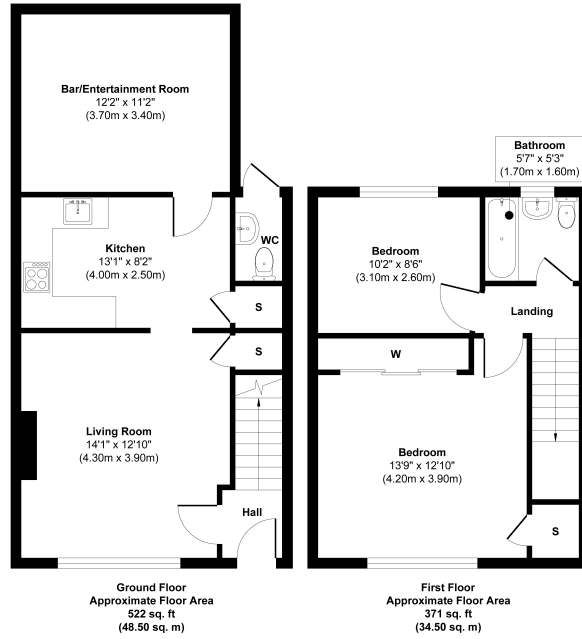 Bar/Entertainment Room
12'2" x 11'2"
(3.70m x 3.40m)
Kitchen
13'1" x 8'2"
(4.00m x 2.50m)
WC
S
S
Living Room
14'1" x 12'10"
(4.30m x 3.90m)
Hall
Ground Floor
Approximate Floor Area
522 sq. ft
(48.50 sq. m)
Bathroom
5'7" x 5'3"
(1.70m x 1.60m)
Bedroom
10'2" x 8'6"
(3.10m x 2.60m)
Landing
W
Bedroom
13'9" x 12'10"
(4.20m x 3.90m)
S
First Floor
Approximate Floor Area
371 sq. ft
(34.50 sq. m)